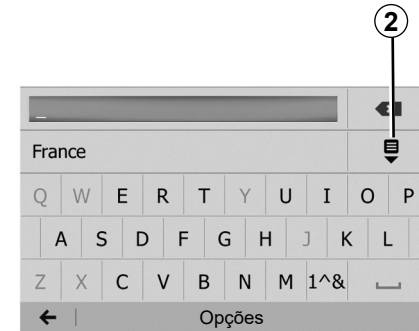 2
_
France
Q W E R T Y U I O P
A S D F G H J K L
Z X C V B N M 1^&
Opções